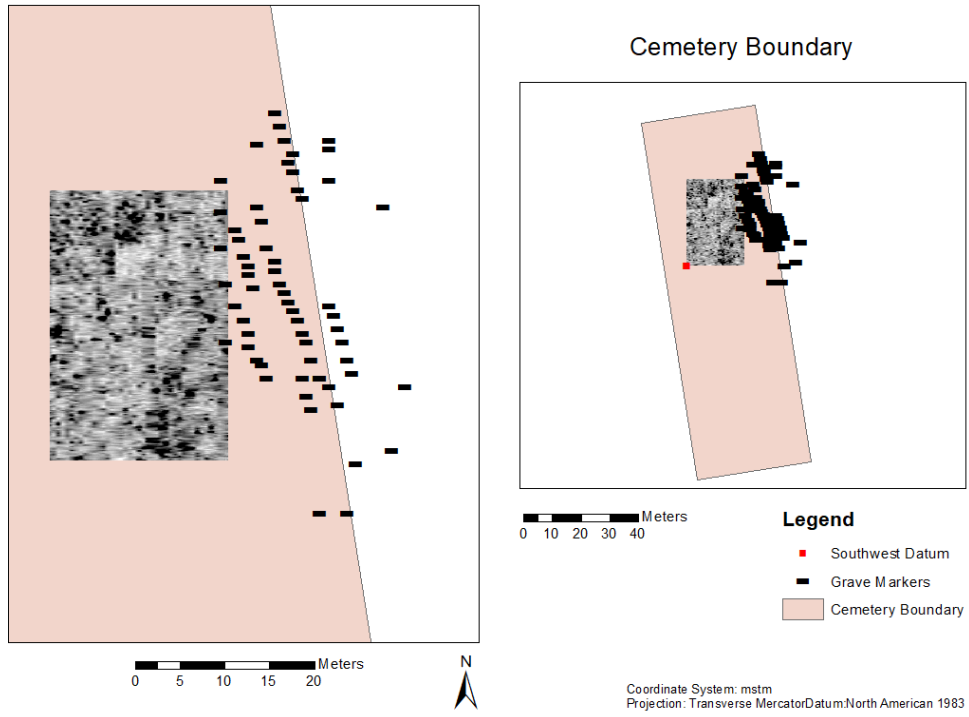 Cemetery Boundary
Meters
0 5 10 15 20
N
Meters
0 10 20 30 40
Legend
Southwest Datum
Grave Markers
Cemetery Boundary
Coordinate System: mstm
Projection: Transverse MercatorDatum:North American 1983